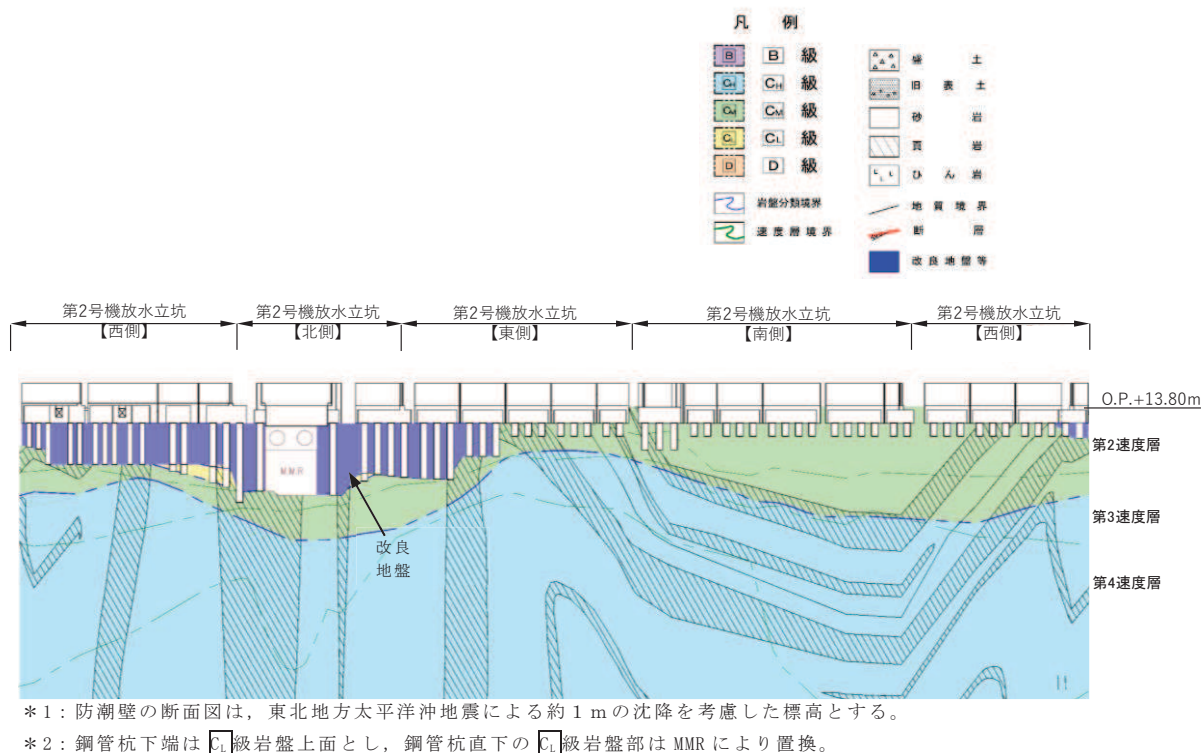 凡 例
B B 級
CH CH 級
CM CM 級
CL CL 級
D D 級
岩盤分類境界
速度層境界
盛土
旧表土
砂岩
頁岩
ひん岩
地質境界
断層
改良地盤等
第2号機放水立坑
【西側】
第2号機放水立坑
【北側】
第2号機放水立坑
【東側】
第2号機放水立坑
【南側】
第2号機放水立坑
【西側】
O.P.+13.80m
第2速度層
第3速度層
第4速度層
MMR
改良
地盤
*1:防潮壁の断面図は,東北地方太平洋沖地震による約1mの沈降を考慮した標高とする。
*2:鋼管杭下端はCL級岩盤上面とし,鋼管杭直下のCL級岩盤部はMMRにより置換。